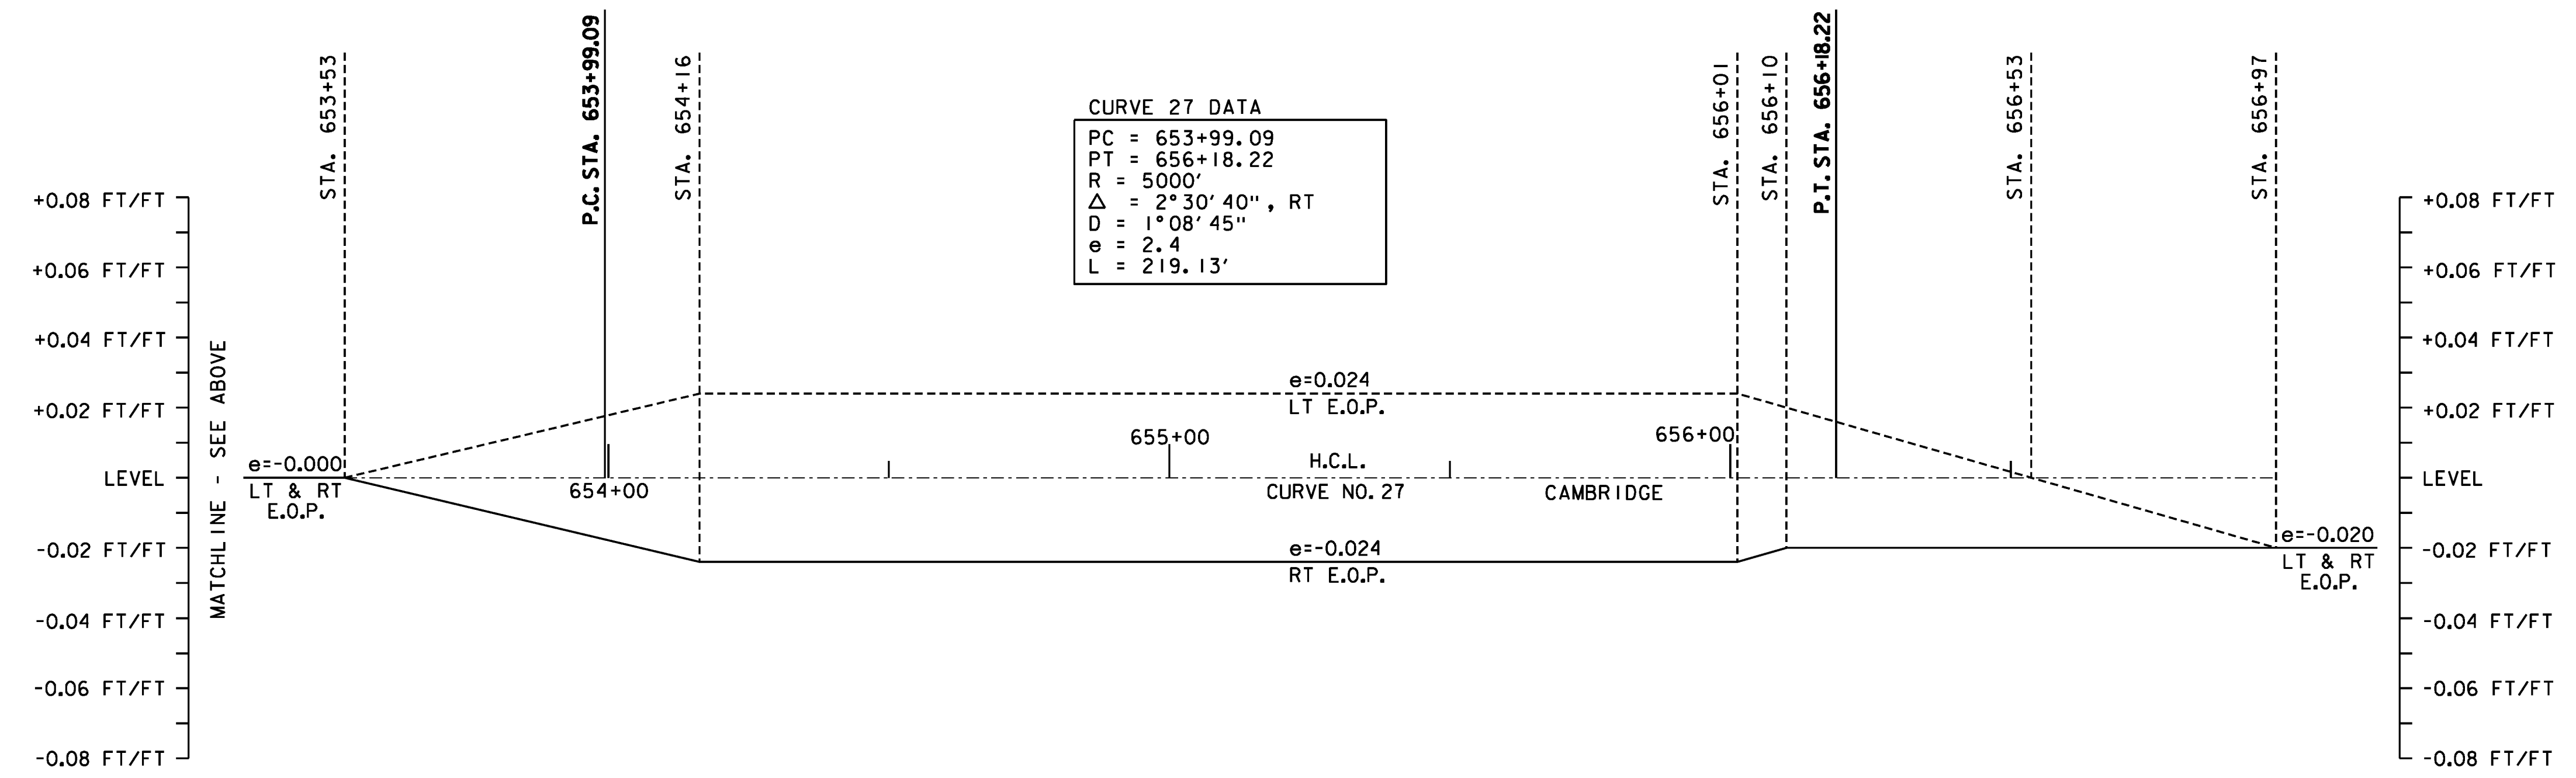 STA. 653+53
P.C. STA. 653+99.09
STA. 654+16
STA. 656+01
STA. 656+10
P.T. STA. 656+18.22
STA. 656+53
STA. 656+97
CURVE 27 DATA
PC = 653+99.09
PT = 656+18.22
R = 5000'
△ = 2°30'40", RT
D = 1°08'45"
e = 2.4
L = 219.13'
+0.08 FT/FT
+0.06 FT/FT
+0.04 FT/FT
+0.02 FT/FT
LEVEL
-0.02 FT/FT
-0.04 FT/FT
-0.06 FT/FT
-0.08 FT/FT
MATCHLINE - SEE ABOVE
e=-0.000
LT & RT
E.O.P.
654+00
655+00
656+00
e=0.024
LT E.O.P.
H.C.L.
CURVE NO. 27
CAMBRIDGE
e=-0.024
RT E.O.P.
e=-0.020
LT & RT
E.O.P.
+0.08 FT/FT
+0.06 FT/FT
+0.04 FT/FT
+0.02 FT/FT
LEVEL
-0.02 FT/FT
-0.04 FT/FT
-0.06 FT/FT
-0.08 FT/FT